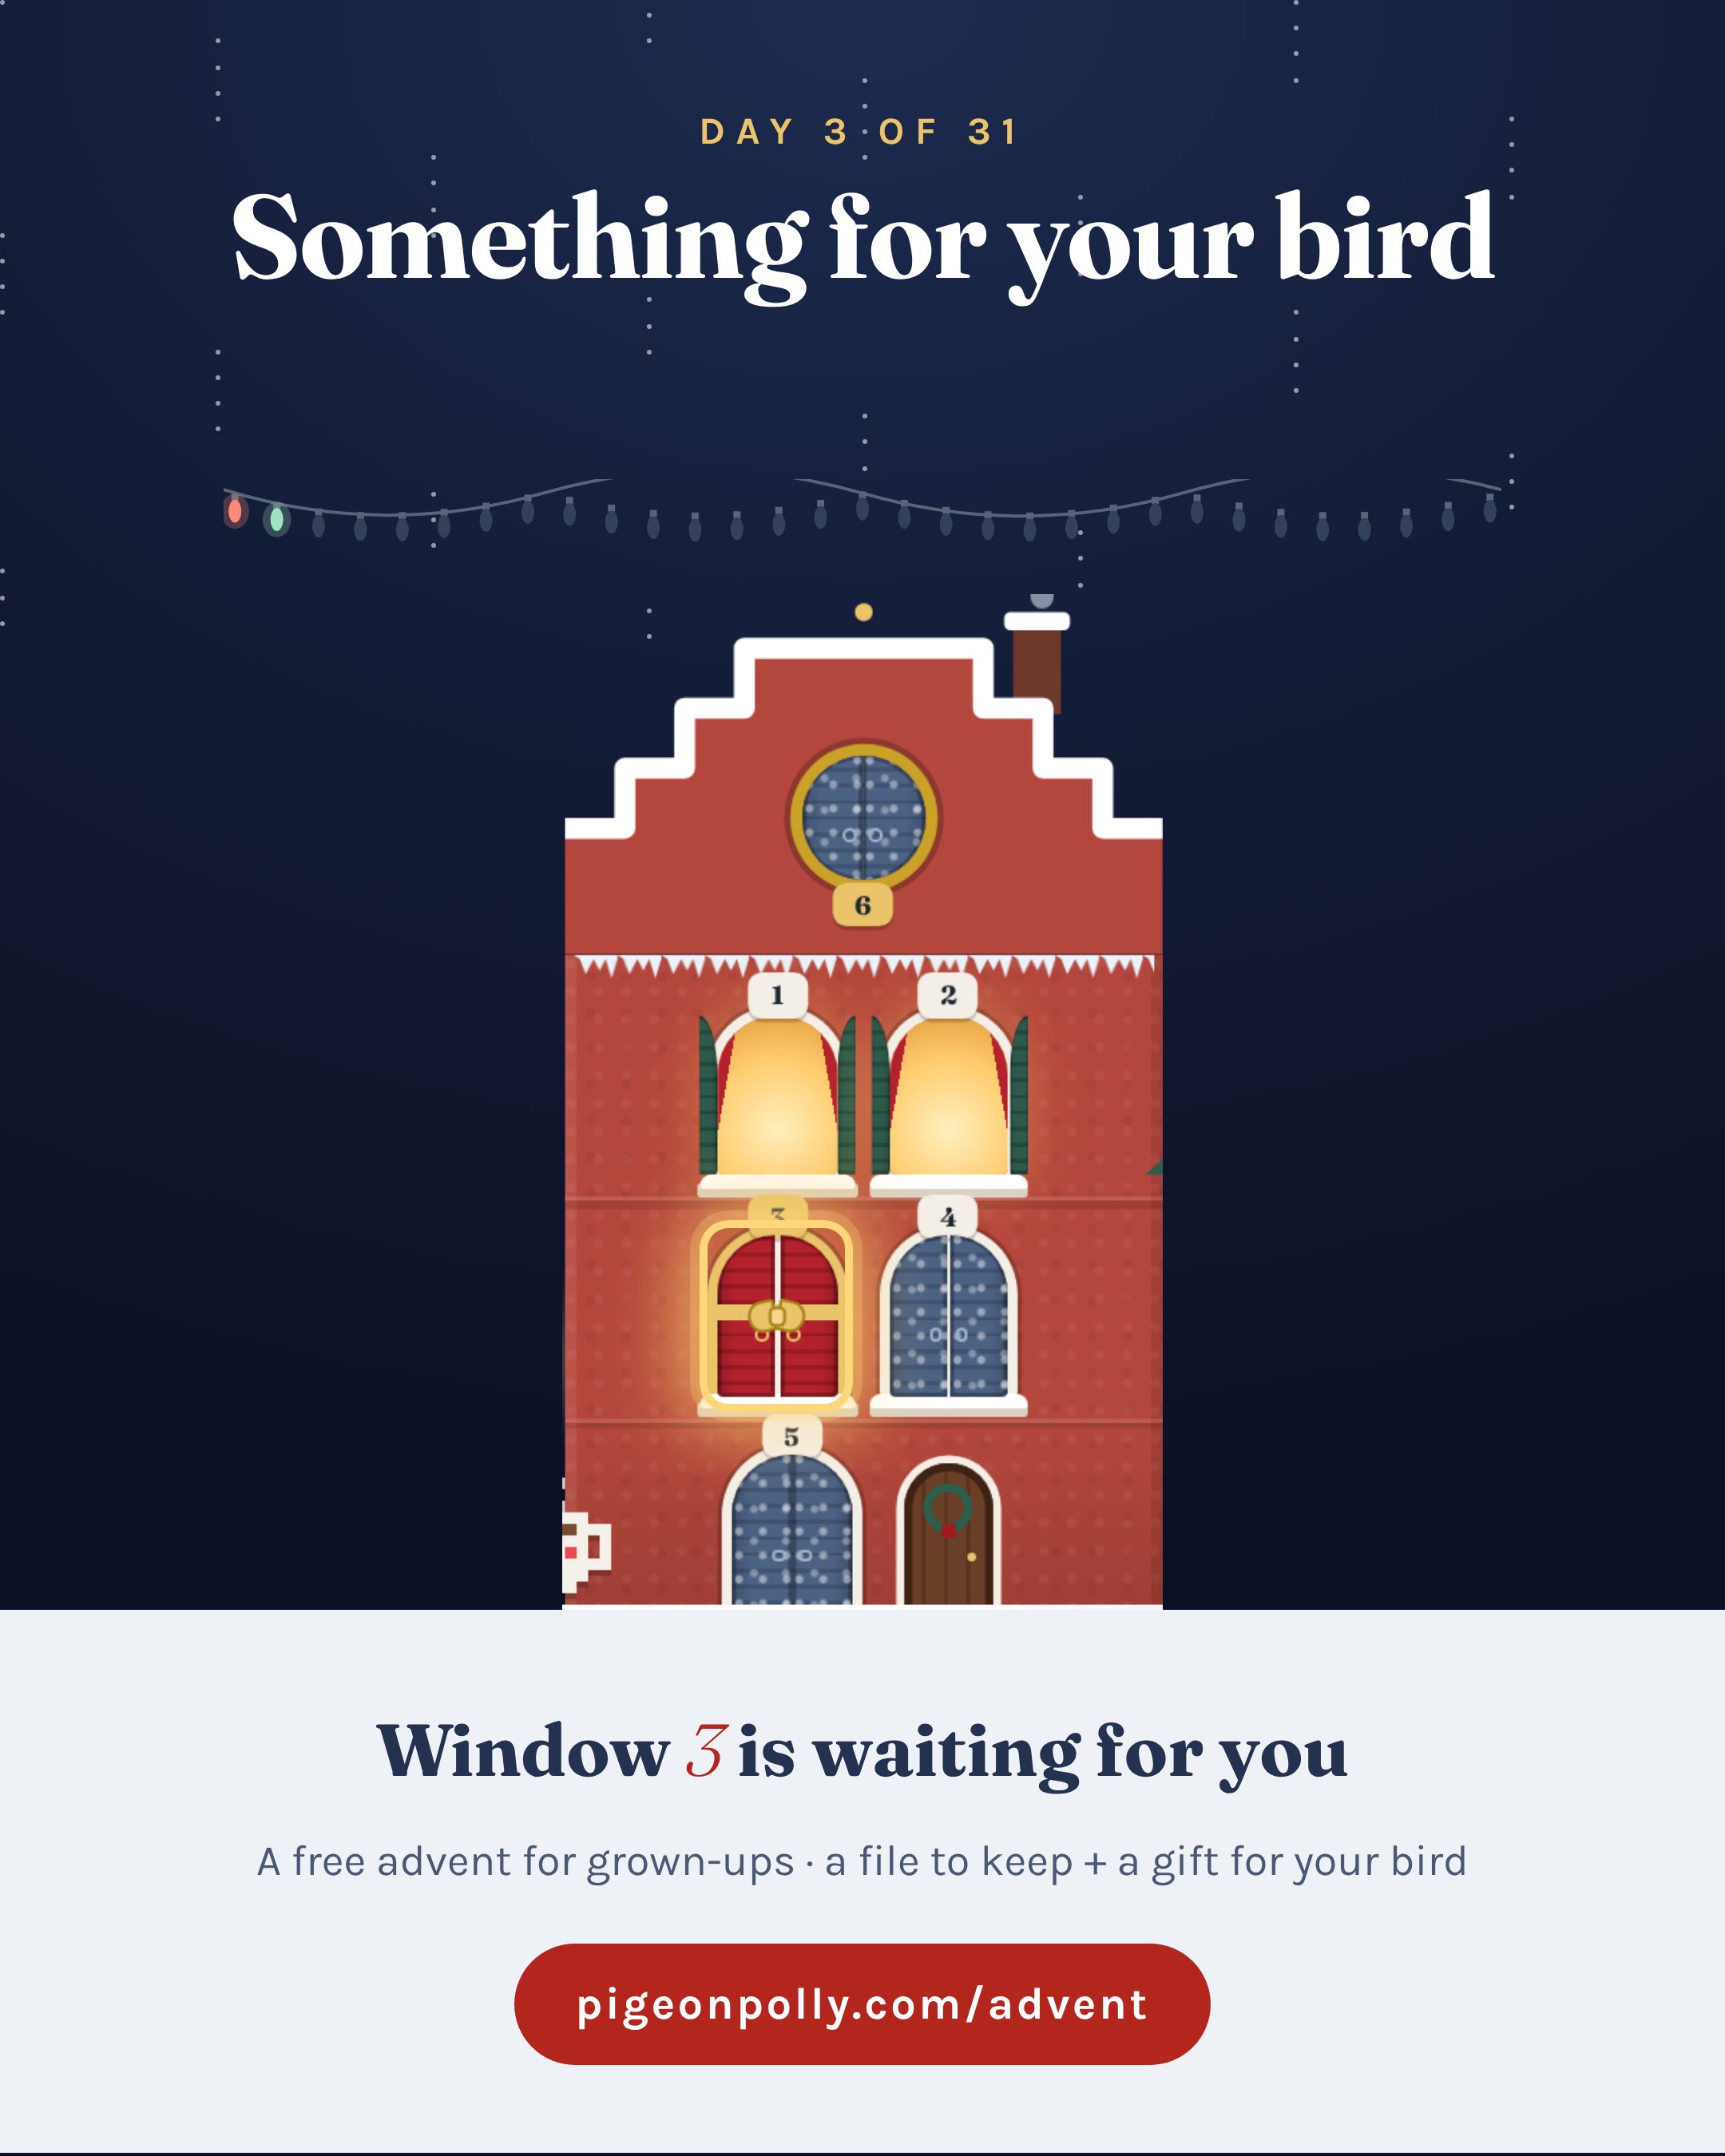 DAY 3 OF 31
Something for your bird
6
1 2
3 4
5
Window 3 is waiting for you
A free advent for grown-ups · a file to keep + a gift for your bird
pigeonpolly.com/advent